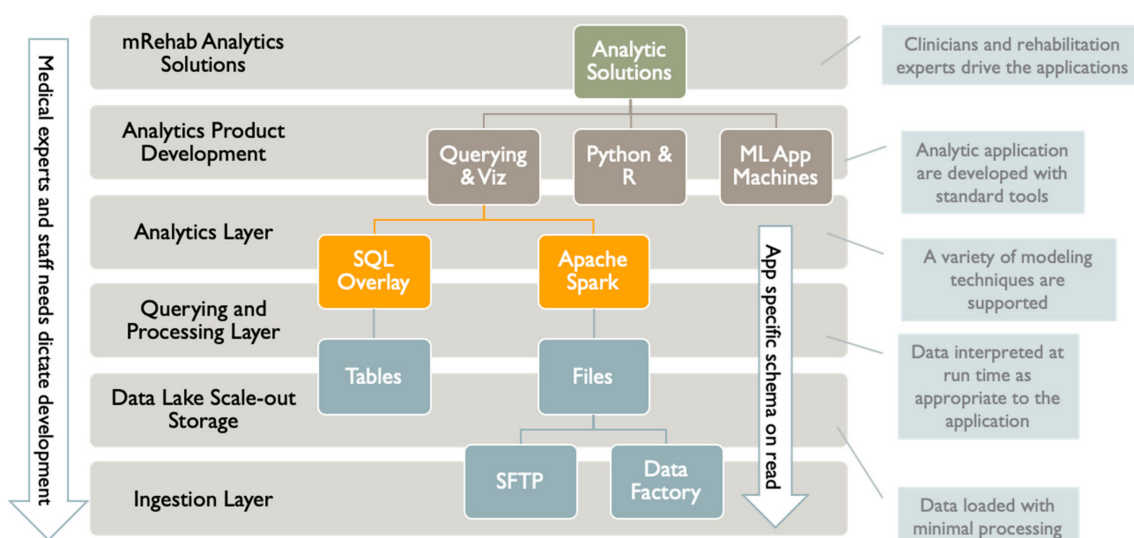 Medical experts and staff needs dictate development
mRehab Analytics
Solutions
Analytic
Solutions
Clinicians and rehabilitation
experts drive the applications
Analytics Product
Development
Querying
& Viz
Python &
R
ML App
Machines
Analytic application
are developed with
standard tools
Analytics Layer
SQL
Overlay
Apache
Spark
App specific schema on read
A variety of modeling
techniques are
supported
Querying and
Processing Layer
Tables
Files
Data interpreted at
run time as
appropriate to the
application
Data Lake Scale-out
Storage
SFTP
Data
Factory
Ingestion Layer
Data loaded with
minimal processing